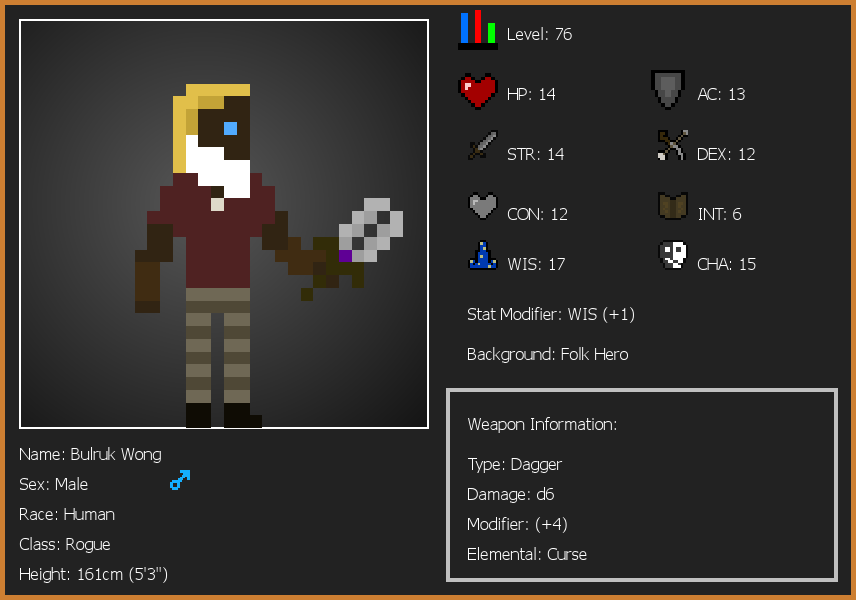 Level: 76
HP: 14
AC: 13
STR: 14
DEX: 12
CON: 12
INT: 6
WIS: 17
CHA: 15
Stat Modifier: WIS (+1)
Background: Folk Hero
Weapon Information:
Type: Dagger
Damage: d6
Modifier: (+4)
Elemental: Curse
Name: Bulruk Wong
Sex: Male
Race: Human
Class: Rogue
Height: 161cm (5'3")